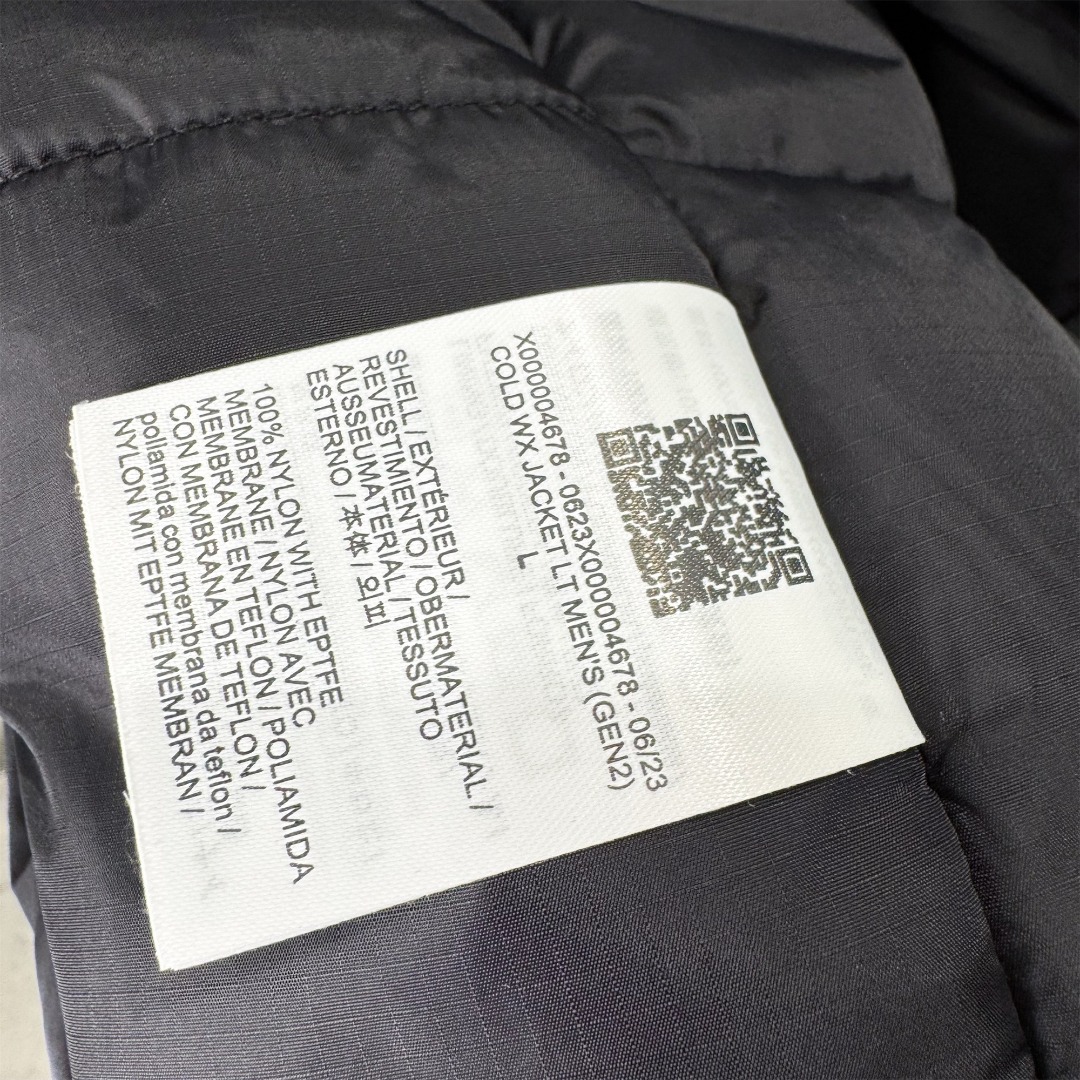 X000004678 - 0623X000004678 - 06/23
COLD WX JACKET LT MEN'S (GEN2)
L
SHELL / EXTÉRIEUR /
REVESTIMIENTO / OBERMATERIAL. /
AUSSEUMATERIAL / TESSUTO
ESTERNO / 本体 / 외피
100% NYLON WITH EPTFE
MEMBRANE / NYLON AVEC
MEMBRANE EN TEFLON / POLIAMIDA
CON MEMBRANA DE TEFLON /
poliamida con membrana da teflon /
NYLON MIT EPTFE MEMBRAN /